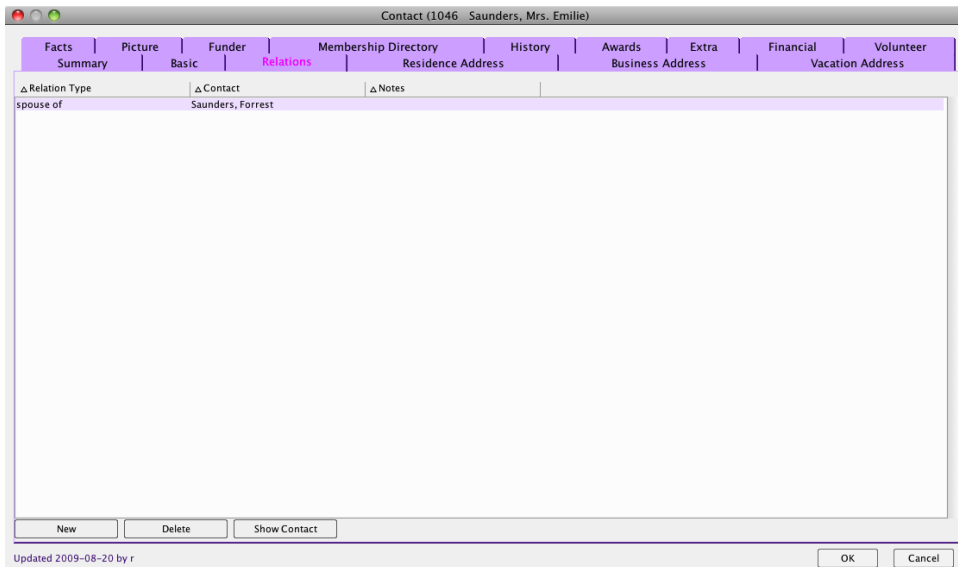 Contact (1046 Saunders, Mrs. Emilie)
Facts Picture Funder Membership Directory History Awards Extra Financial Volunteer
Summary Basic Relations Residence Address Business Address Vacation Address
△ Relation Type △ Contact △ Notes
spouse of Saunders, Forrest
New Delete Show Contact
Updated 2009-08-20 by r OK Cancel